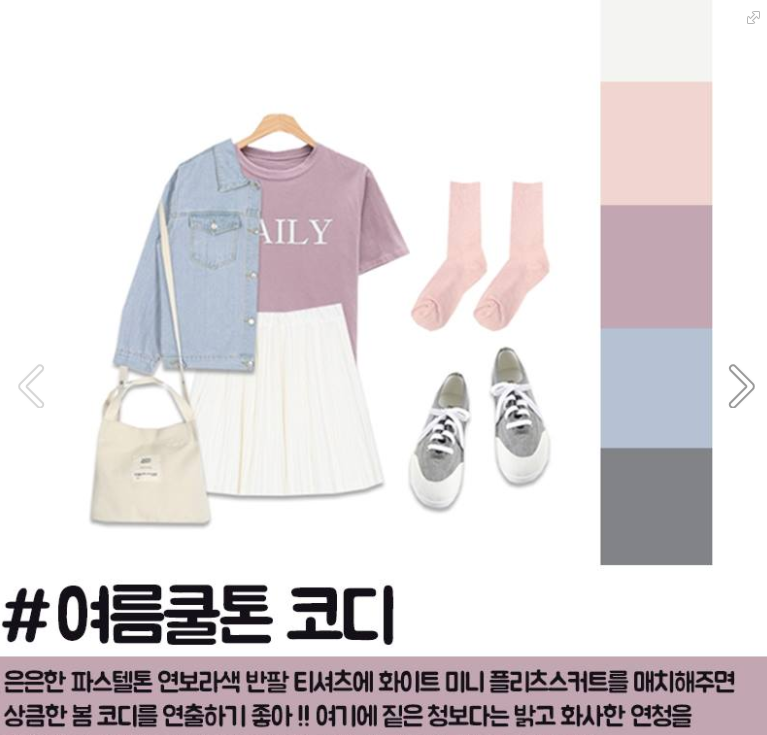 AILY
#여름쿨톤 코디
은은한 파스텔톤 연보라색 반팔 티셔츠에 화이트 미니 플리츠스커트를 매치해주면
상큼한 봄 코디를 연출하기 좋아 !! 여기에 짙은 청보다는 밝고 화사한 연청을